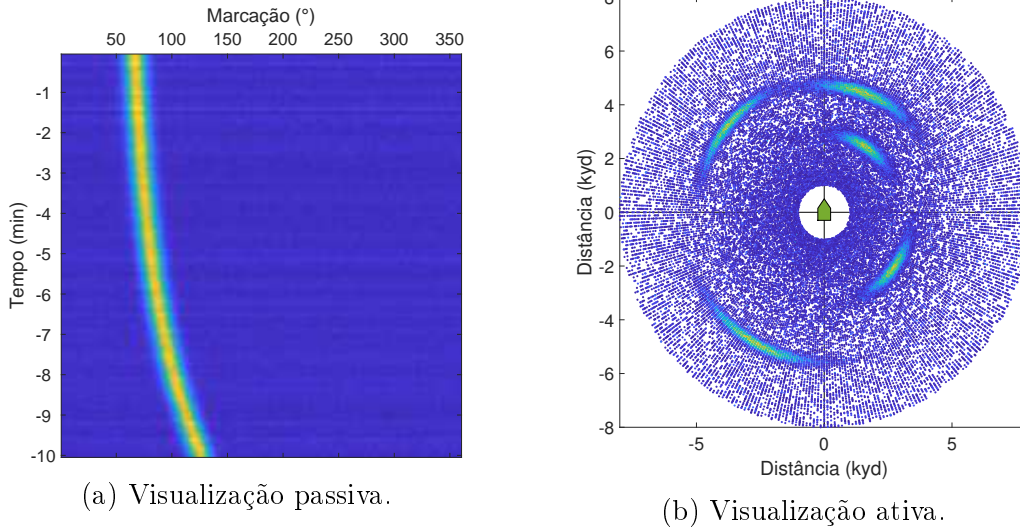 Marcação (°)
50 100 150 200 250 300 350
-1
-2
-3
-4
-5
-6
-7
-8
-9
-10
Tempo (min)
(a) Visualização passiva.
8
6
4
2
0
-2
-4
-6
-8
Distância (kyd)
-5 0 5
Distância (kyd)
(b) Visualização ativa.